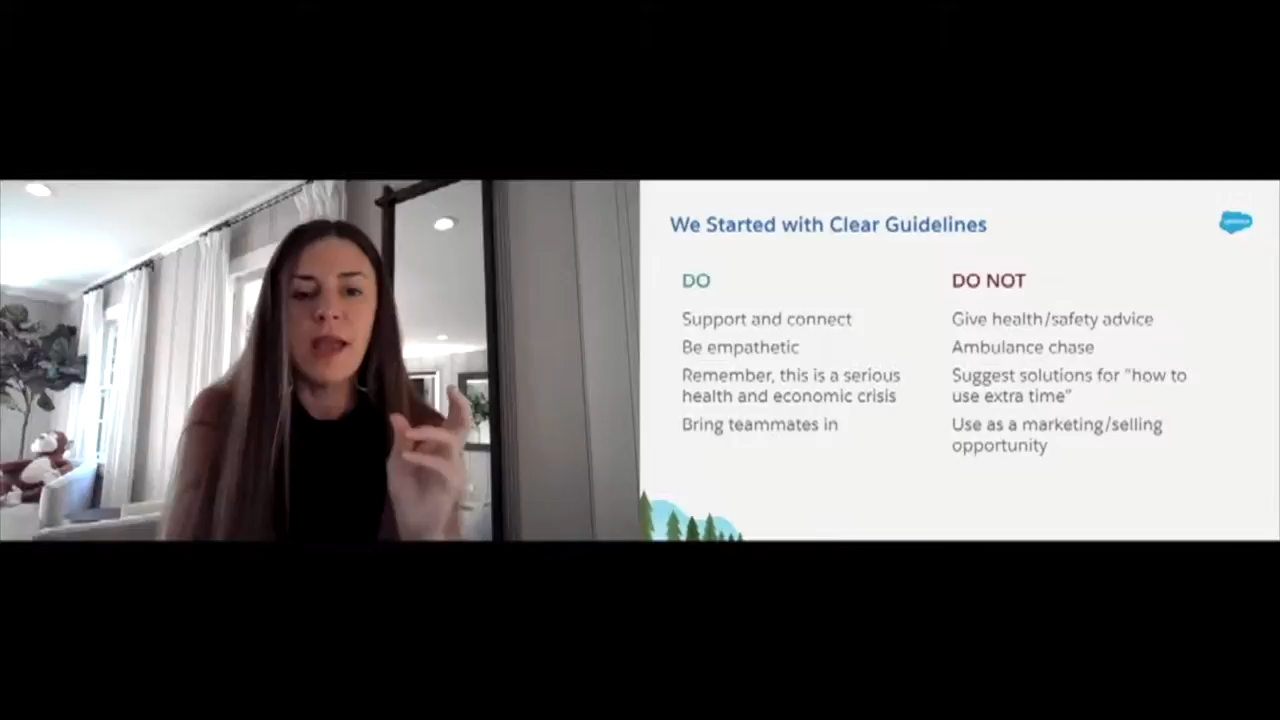 We Started with Clear Guidelines
salesforce
DO
Support and connect
Be empathetic
Remember, this is a serious
health and economic crisis
Bring teammates in
DO NOT
Give health/safety advice
Ambulance chase
Suggest solutions for "how to
use extra time"
Use as a marketing/selling
opportunity